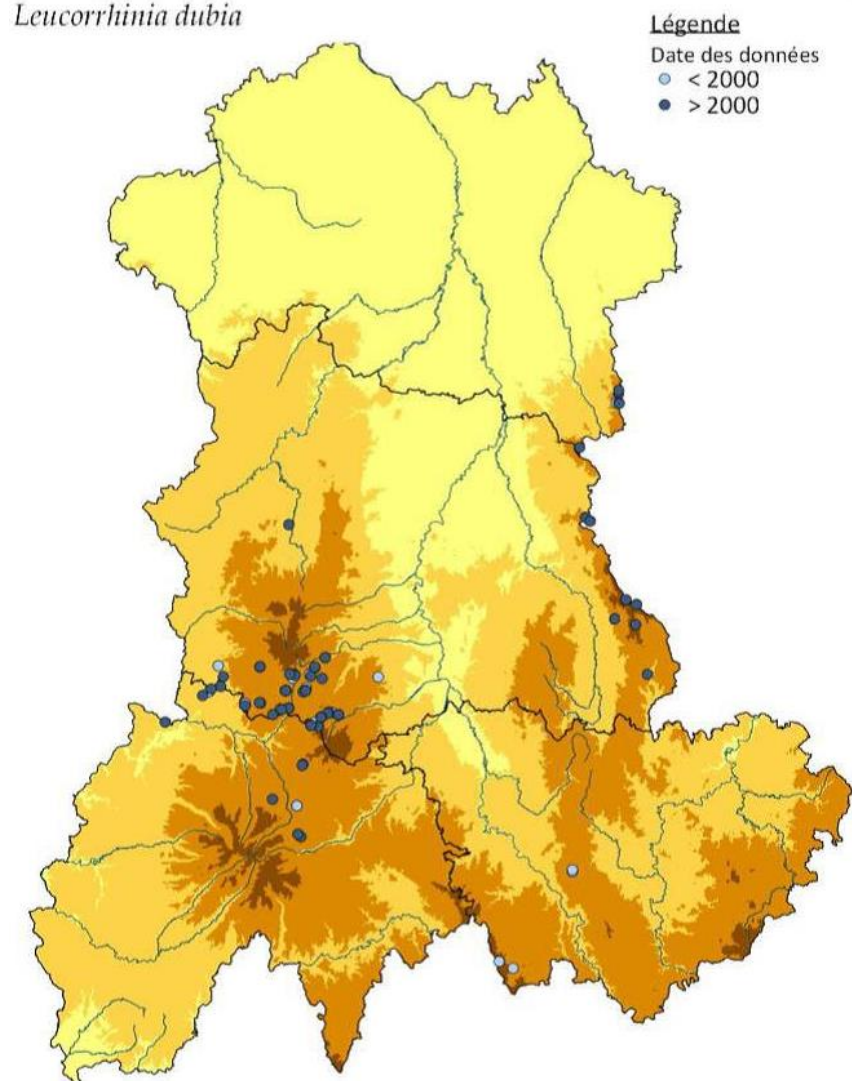 Leucorrhinia dubia
Légende
Date des données
< 2000
> 2000